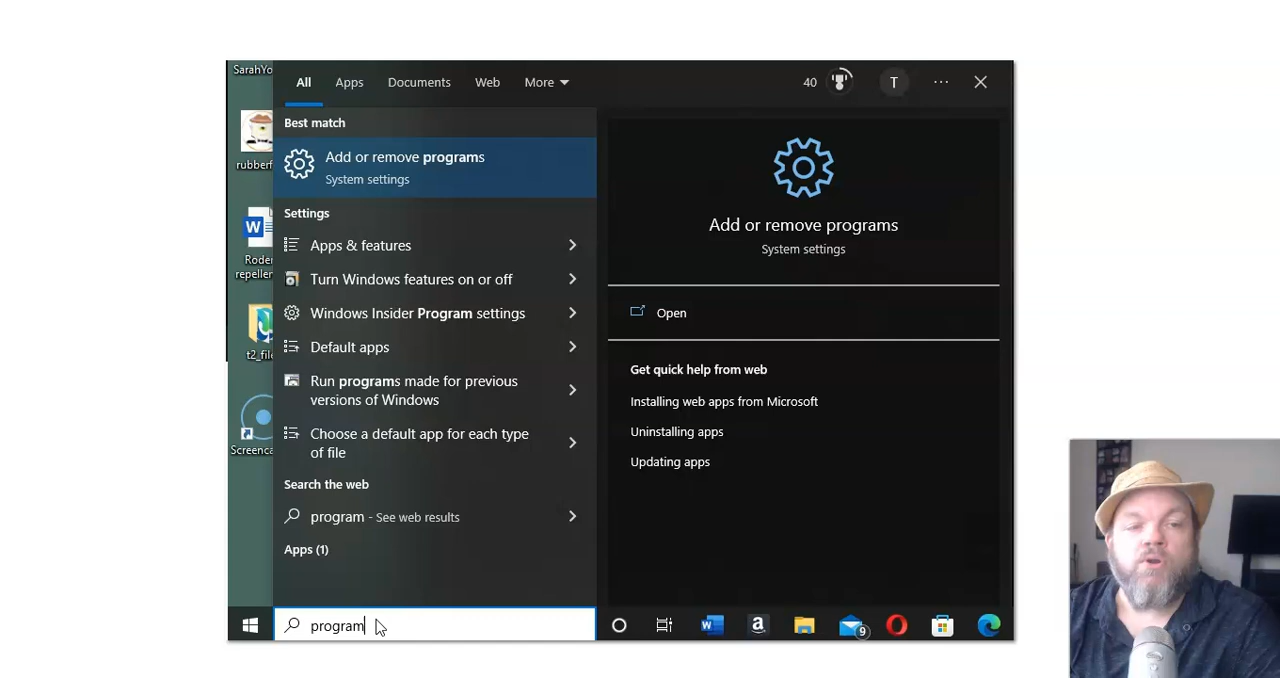 SarahYo
All Apps Documents Web More 40 T
Best match
Add or remove programs
System settings
rubberf
Settings
Apps & features
Turn Windows features on or off
Roden
repeller
Windows Insider Program settings
Default apps
t2_file
Run programs made for previous
versions of Windows
Choose a default app for each type
of file
Screenca
Search the web
program - See web results
Apps (1)
program
Add or remove programs
System settings
Open
Get quick help from web
Installing web apps from Microsoft
Uninstalling apps
Updating apps
W
W
a
9